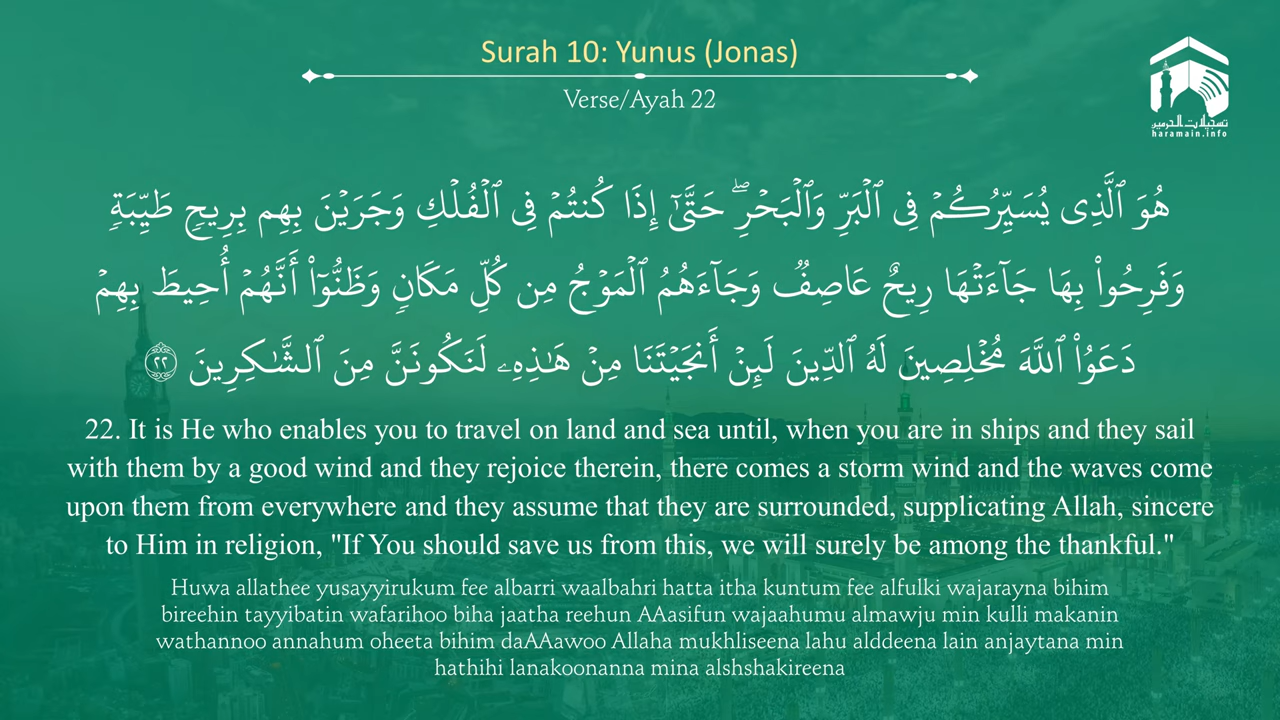 Surah 10: Yunus (Jonas)
Verse/Ayah 22
تسجيلات الحرمين
haramain.info
هُوَ ٱلَّذِى يُسَيِّرُكُمْ فِى ٱلْبَرِّ وَٱلْبَحْرِ ۖ حَتَّىٰٓ إِذَا كُنتُمْ فِى ٱلْفُلْكِ وَجَرَيْنَ بِهِم بِرِيحٍۢ طَيِّبَةٍۢ
وَفَرِحُوا۟ بِهَا جَآءَتْهَا رِيحٌ عَاصِفٌۭ وَجَآءَهُمُ ٱلْمَوْجُ مِن كُلِّ مَكَانٍۢ وَظَنُّوٓا۟ أَنَّهُمْ أُحِيطَ بِهِمْ
دَعَوُا۟ ٱللَّهَ مُخْلِصِينَ لَهُ ٱلدِّينَ لَئِنْ أَنجَيْتَنَا مِنْ هَـٰذِهِۦ لَنَكُونَنَّ مِنَ ٱلشَّـٰكِرِينَ ٢٢
22. It is He who enables you to travel on land and sea until, when you are in ships and they sail
with them by a good wind and they rejoice therein, there comes a storm wind and the waves come
upon them from everywhere and they assume that they are surrounded, supplicating Allah, sincere
to Him in religion, "If You should save us from this, we will surely be among the thankful."
Huwa allathee yusayyirukum fee albarri waalbahri hatta itha kuntum fee alfulki wajarayna bihim
bireehin tayyibatin wafarihoo biha jaatha reehun AAasifun wajaahumu almawju min kulli makanin
wathannoo annahum oheeta bihim daAAawoo Allaha mukhliseena lahu alddeena lain anjaytana min
hathihi lanakoonanna mina alshshakireena